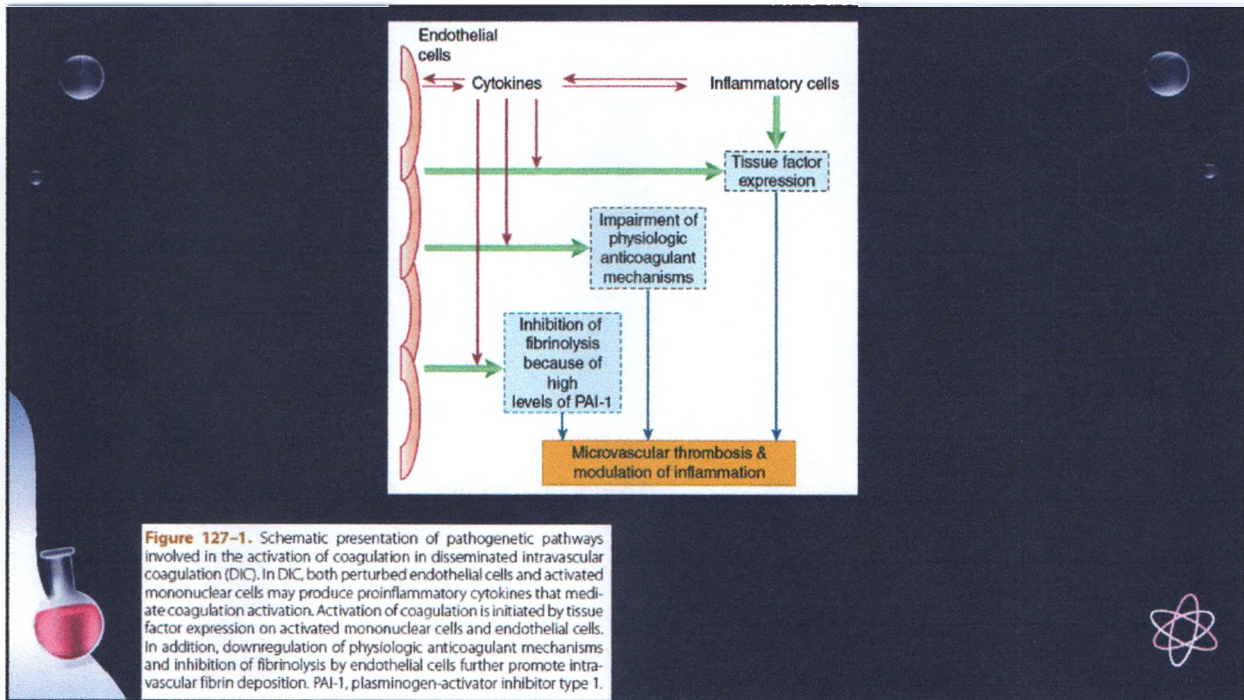 Endothelial
cells
Cytokines
Inflammatory cells
Tissue factor
expression
Impairment of
physiologic
anticoagulant
mechanisms
Inhibition of
fibrinolysis
because of
high
levels of PAI-1
Microvascular thrombosis &
modulation of inflammation
Figure 127–1. Schematic presentation of pathogenetic pathways
involved in the activation of coagulation in disseminated intravascular
coagulation (DIC). In DIC, both perturbed endothelial cells and activated
mononuclear cells may produce proinflammatory cytokines that medi-
ate coagulation activation. Activation of coagulation is initiated by tissue
factor expression on activated mononuclear cells and endothelial cells.
In addition, downregulation of physiologic anticoagulant mechanisms
and inhibition of fibrinolysis by endothelial cells further promote intra-
vascular fibrin deposition. PAI-1, plasminogen-activator inhibitor type 1.